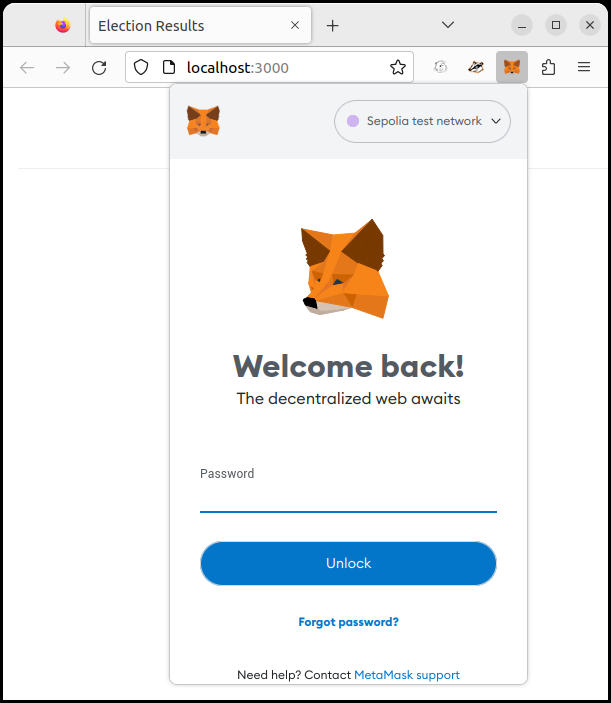 Election Results
localhost:3000
Sepolia test network
Welcome back!
The decentralized web awaits
Password
Unlock
Forgot password?
Need help? Contact MetaMask support